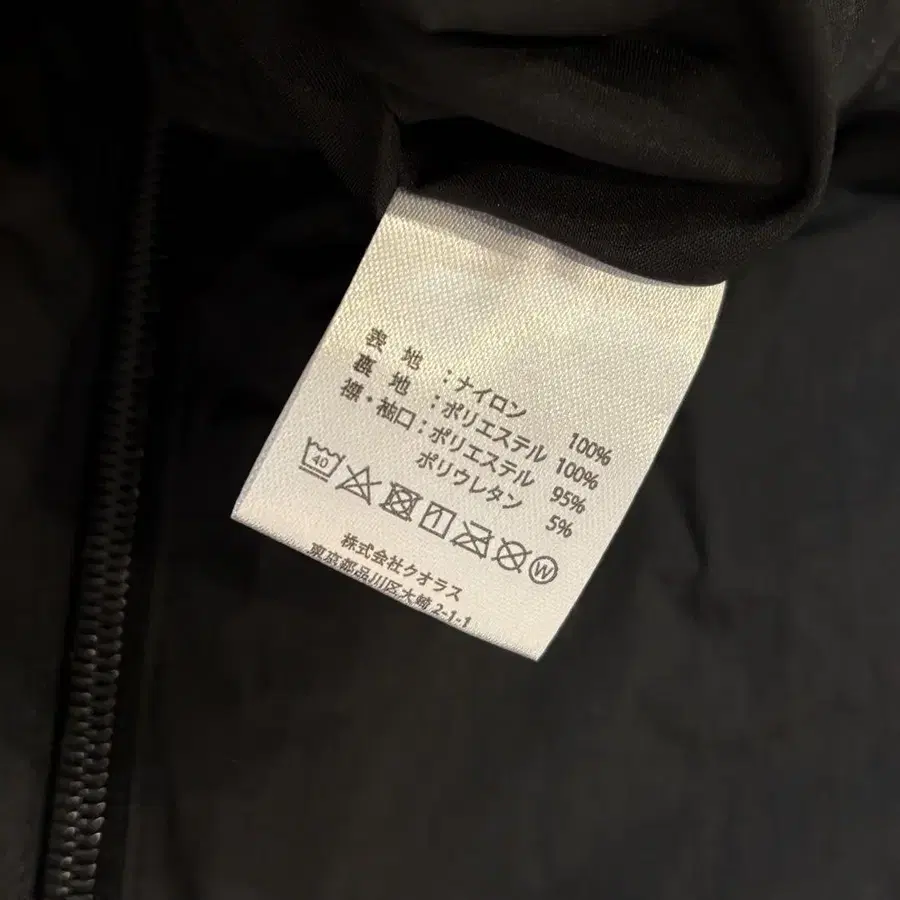 表 地 :ナイロン 100%
裏 地 :ポリエステル 100%
襟・袖口:ポリエステル 95%
ポリウレタン 5%
40 W
株式会社クオラス
東京都品川区大崎 2-1-1